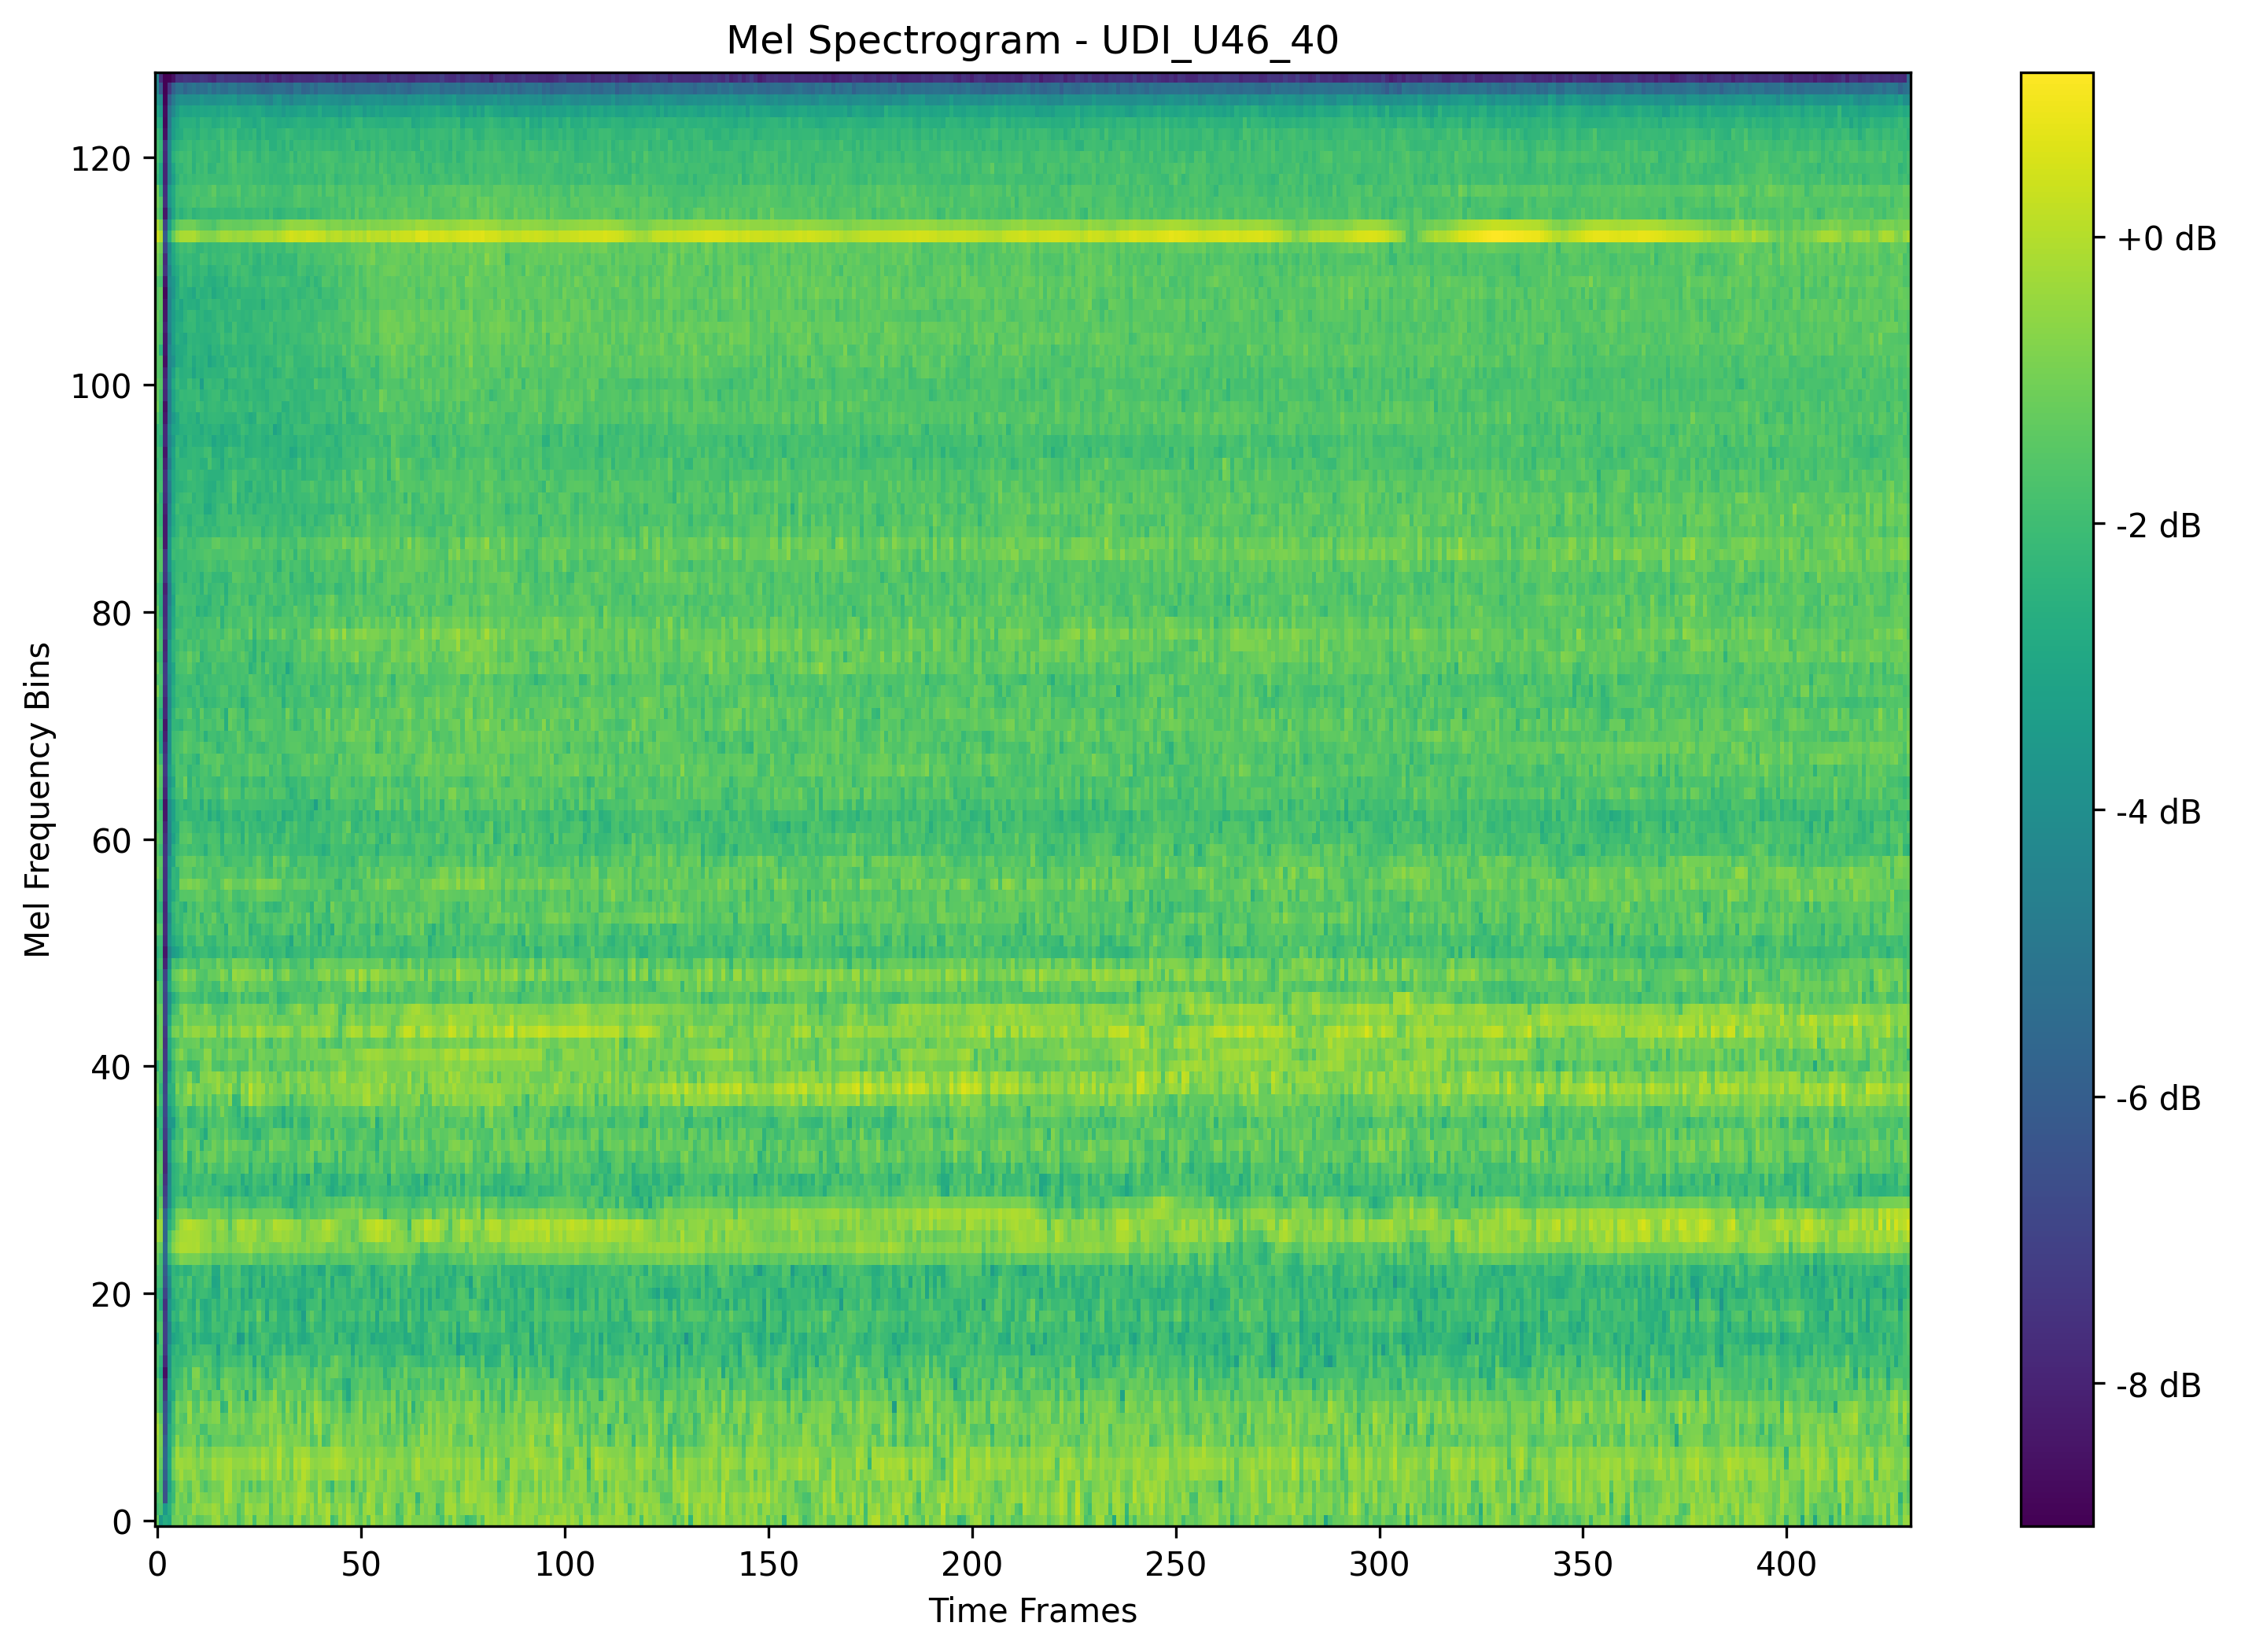 Mel Spectrogram - UDI_U46_40
Mel Frequency Bins
120
100
80
60
40
20
0
0 50 100 150 200 250 300 350 400
Time Frames
+0 dB
-2 dB
-4 dB
-6 dB
-8 dB